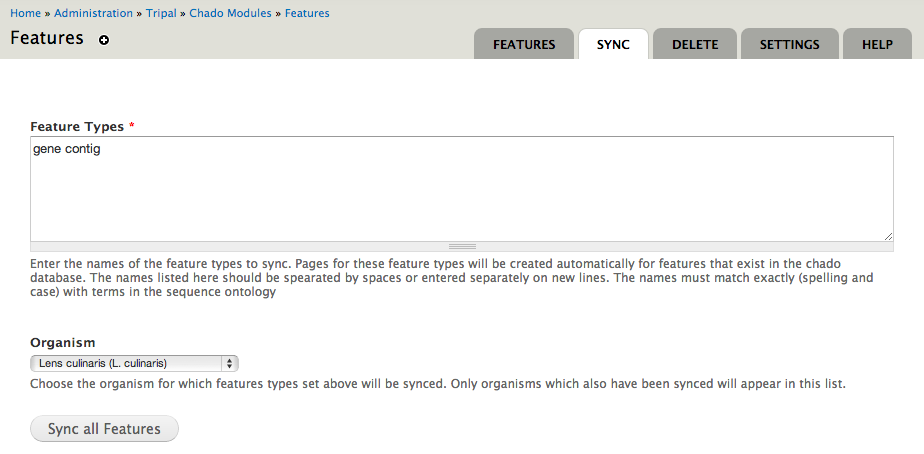 Home » Administration » Tripal » Chado Modules » Features
Features
FEATURES SYNC DELETE SETTINGS HELP
Feature Types *
gene contig
Enter the names of the feature types to sync. Pages for these feature types will be created automatically for features that exist in the chado
database. The names listed here should be spearated by spaces or entered separately on new lines. The names must match exactly (spelling and
case) with terms in the sequence ontology
Organism
Lens culinaris (L. culinaris)
Choose the organism for which features types set above will be synced. Only organisms which also have been synced will appear in this list.
Sync all Features